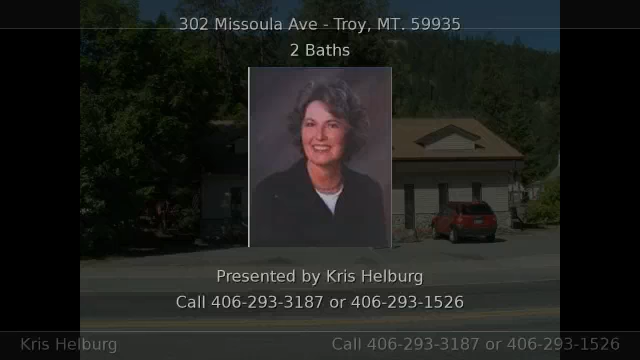 302 Missoula Ave - Troy, MT. 59935
2 Baths
Presented by Kris Helburg
Call 406-293-3187 or 406-293-1526
Kris Helburg
Call 406-293-3187 or 406-293-1526